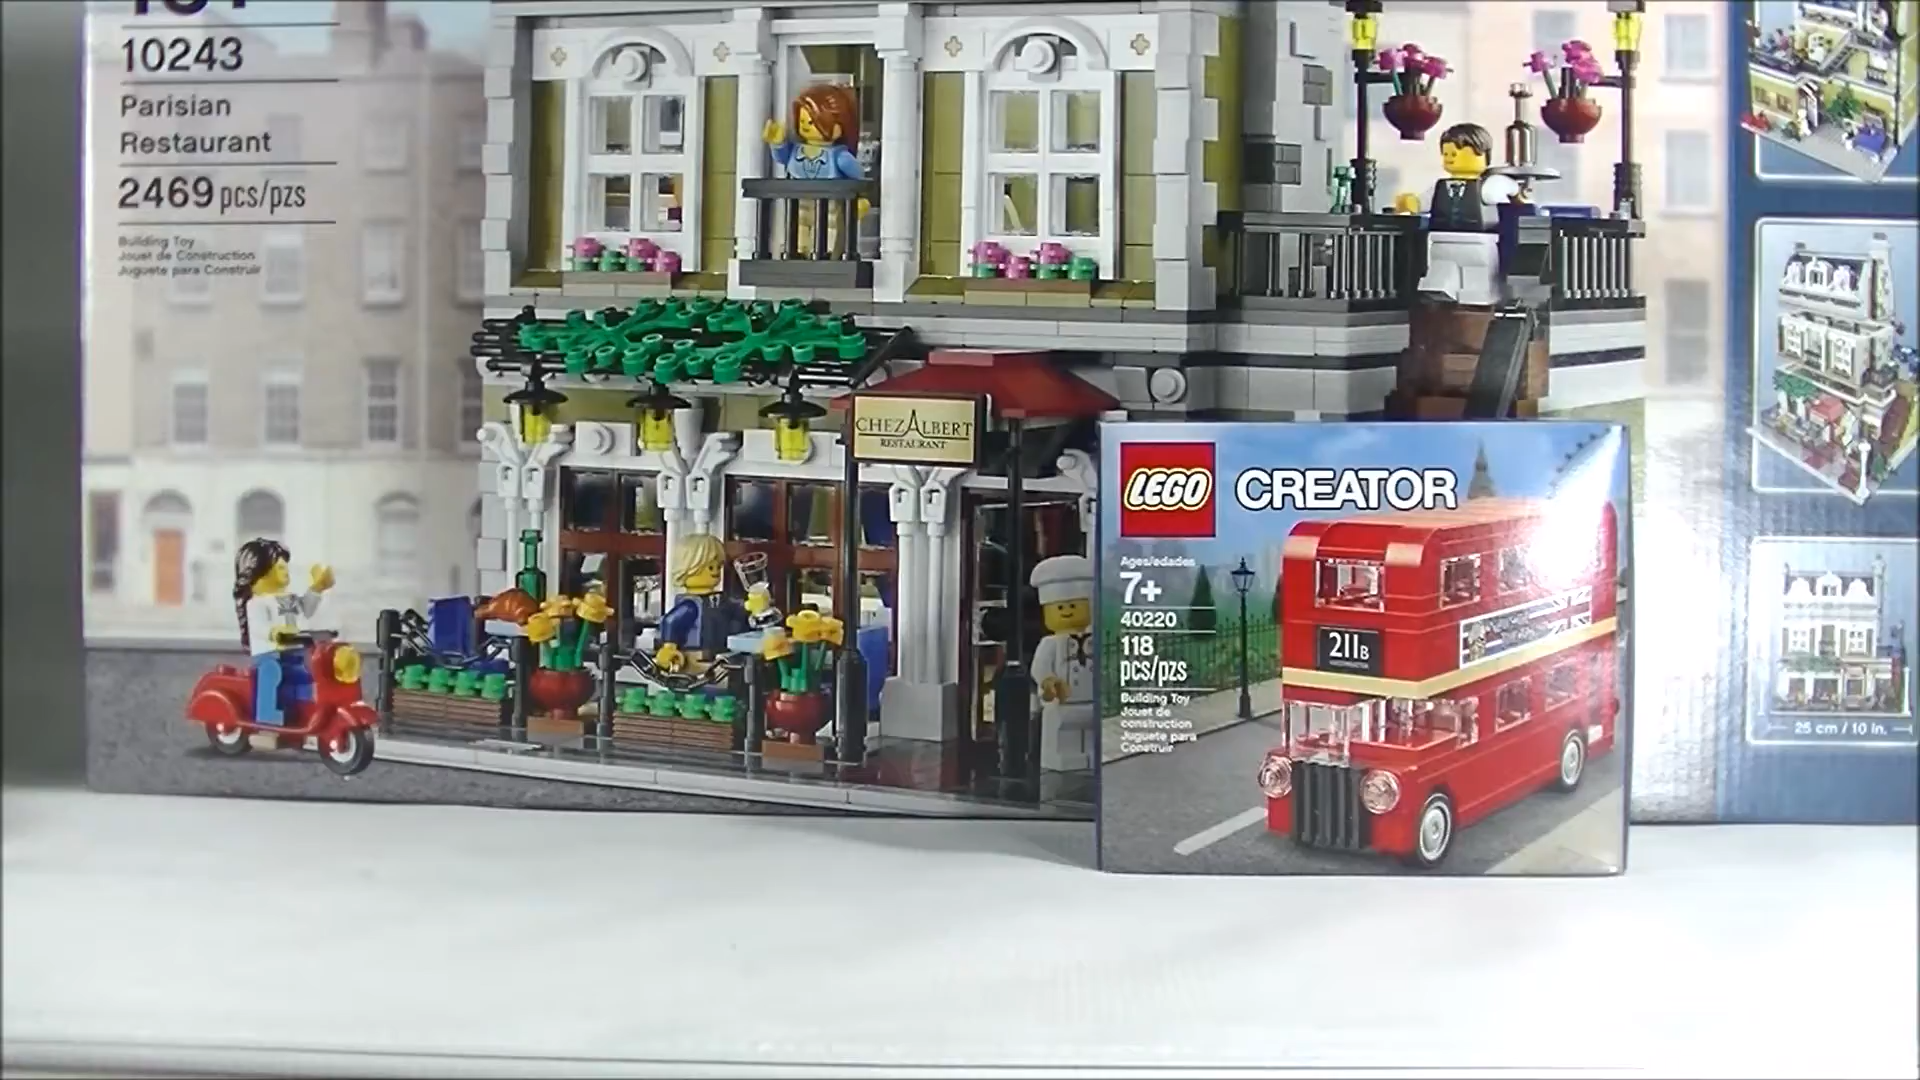 10243
Parisian
Restaurant
2469 pcs/pzs
Building Toy
Jouet de Construction
Juguete para Construir
CHEZ ALBERT
RESTAURANT
LEGO CREATOR
Ages/edades
7+
40220
118
pcs/pzs
Building Toy
Jouet de
construction
Juguete para
Construir
211B
25 cm / 10 in.